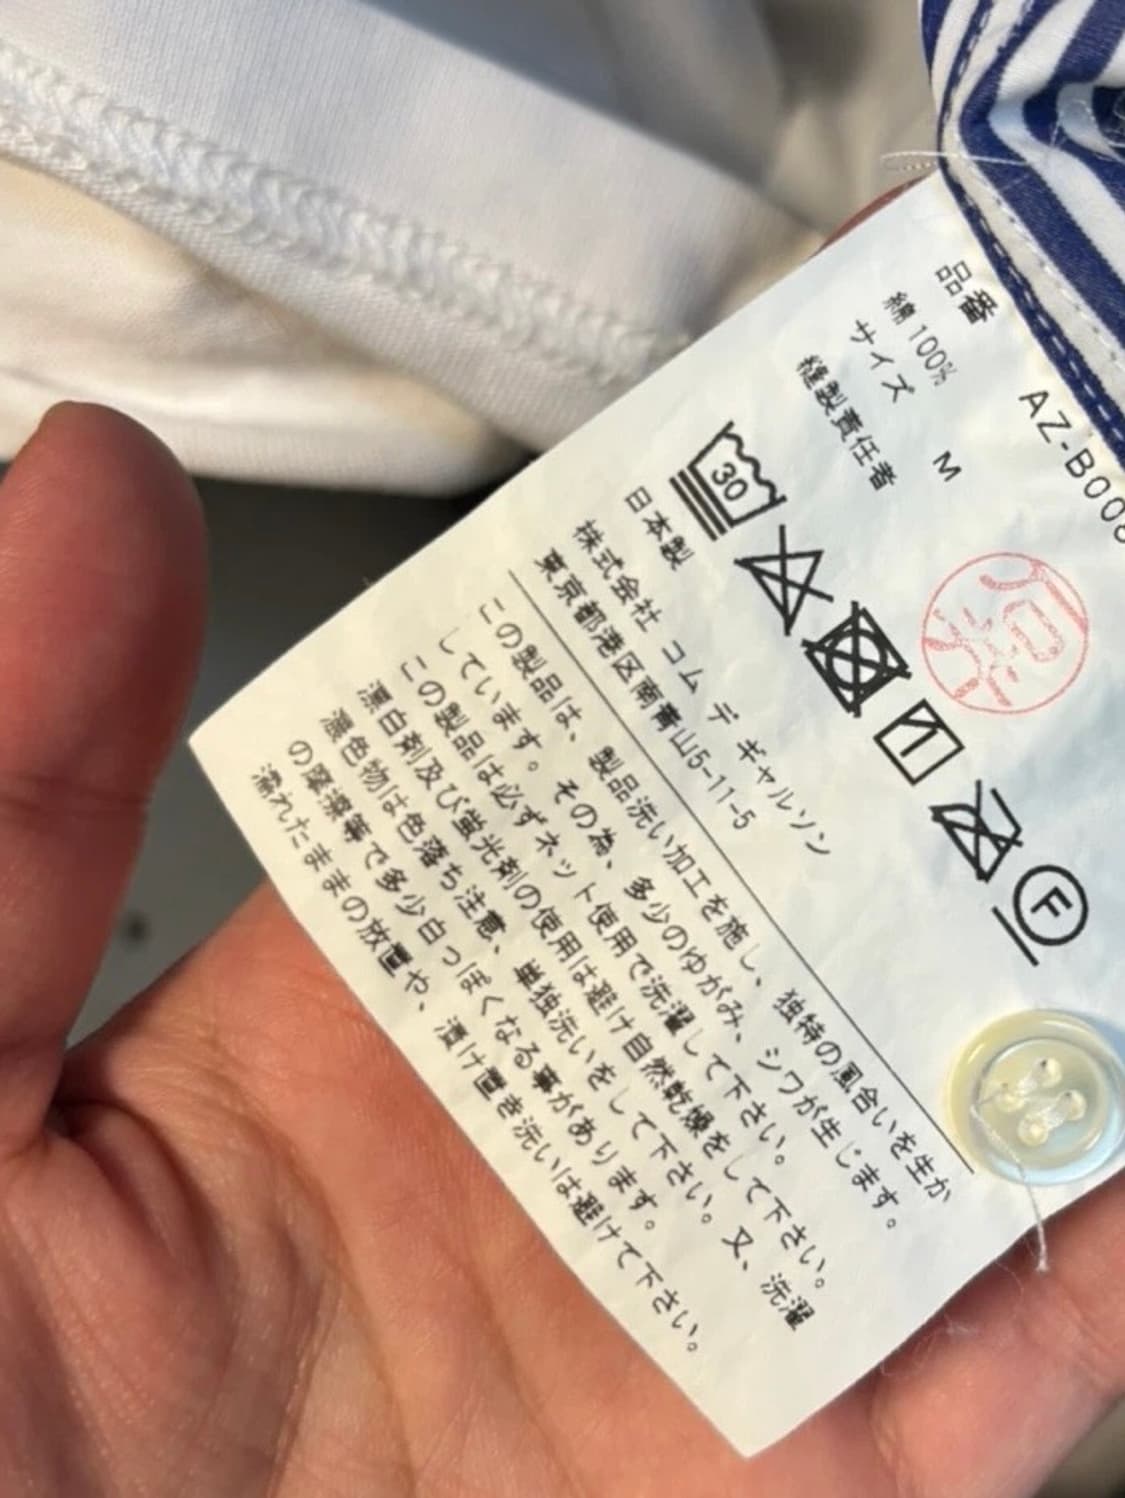 品番 AZ-B008
綿 100%
サイズ M
縫製責任者
30
F
日本製
株式会社 コム デ ギャルソン
東京都港区南青山5-11-5
この製品は、製品洗い加工を施し、独特の風合いを生か
しています。その為、多少のゆがみ、シワが生じます。
この製品は必ずネット使用で洗濯して下さい。
漂白剤及び蛍光剤の使用は避け自然乾燥をして下さい。
濃色物は色落ち注意、単独洗いをして下さい。又、洗濯
の摩擦等で多少白っぽくなる事があります。
濡れたままの放置や、漬け置き洗いは避けて下さい。